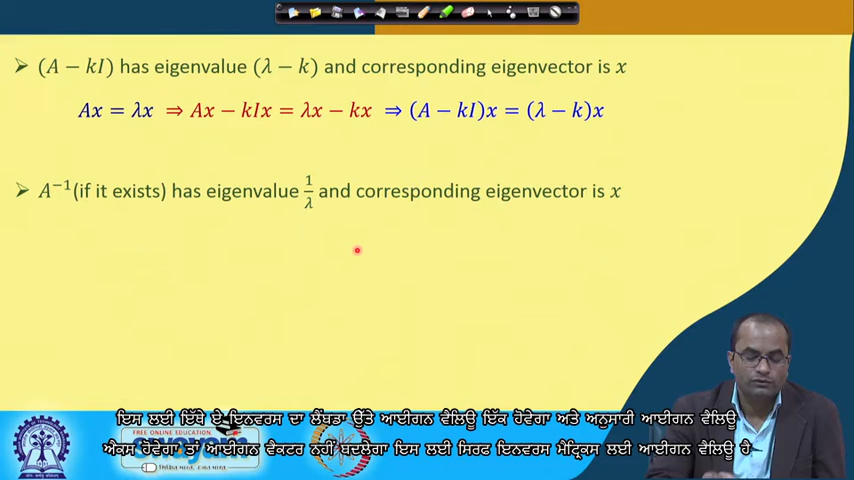 ➢ (A − kI) has eigenvalue (λ − k) and corresponding eigenvector is x
Ax = λx ⇒ Ax − kIx = λx − kx ⇒ (A − kI)x = (λ − k)x
➢ A⁻¹(if it exists) has eigenvalue 1/λ and corresponding eigenvector is x
FREE ONLINE EDUCATION
swayam
ਇਸ ਲਈ ਇੱਥੇ ਏ ਇਨਵਰਸ ਦਾ ਲੈਂਬਡਾ ਉੱਤੇ ਆਈਗਨ ਵੈਲਿਊ ਇੱਕ ਹੋਵੇਗਾ ਅਤੇ ਅਨੁਸਾਰੀ ਆਈਗਨ ਵੈਲਿਊ
ਐਕਸ ਹੋਵੇਗਾ ਤਾਂ ਆਈਗਨ ਵੈਕਟਰ ਨਹੀਂ ਬਦਲੇਗਾ ਇਸ ਲਈ ਸਿਰਫ ਇਨਵਰਸ ਮੈਟ੍ਰਿਕਸ ਲਈ ਆਈਗਨ ਵੈਲਿਊ ਹੈ